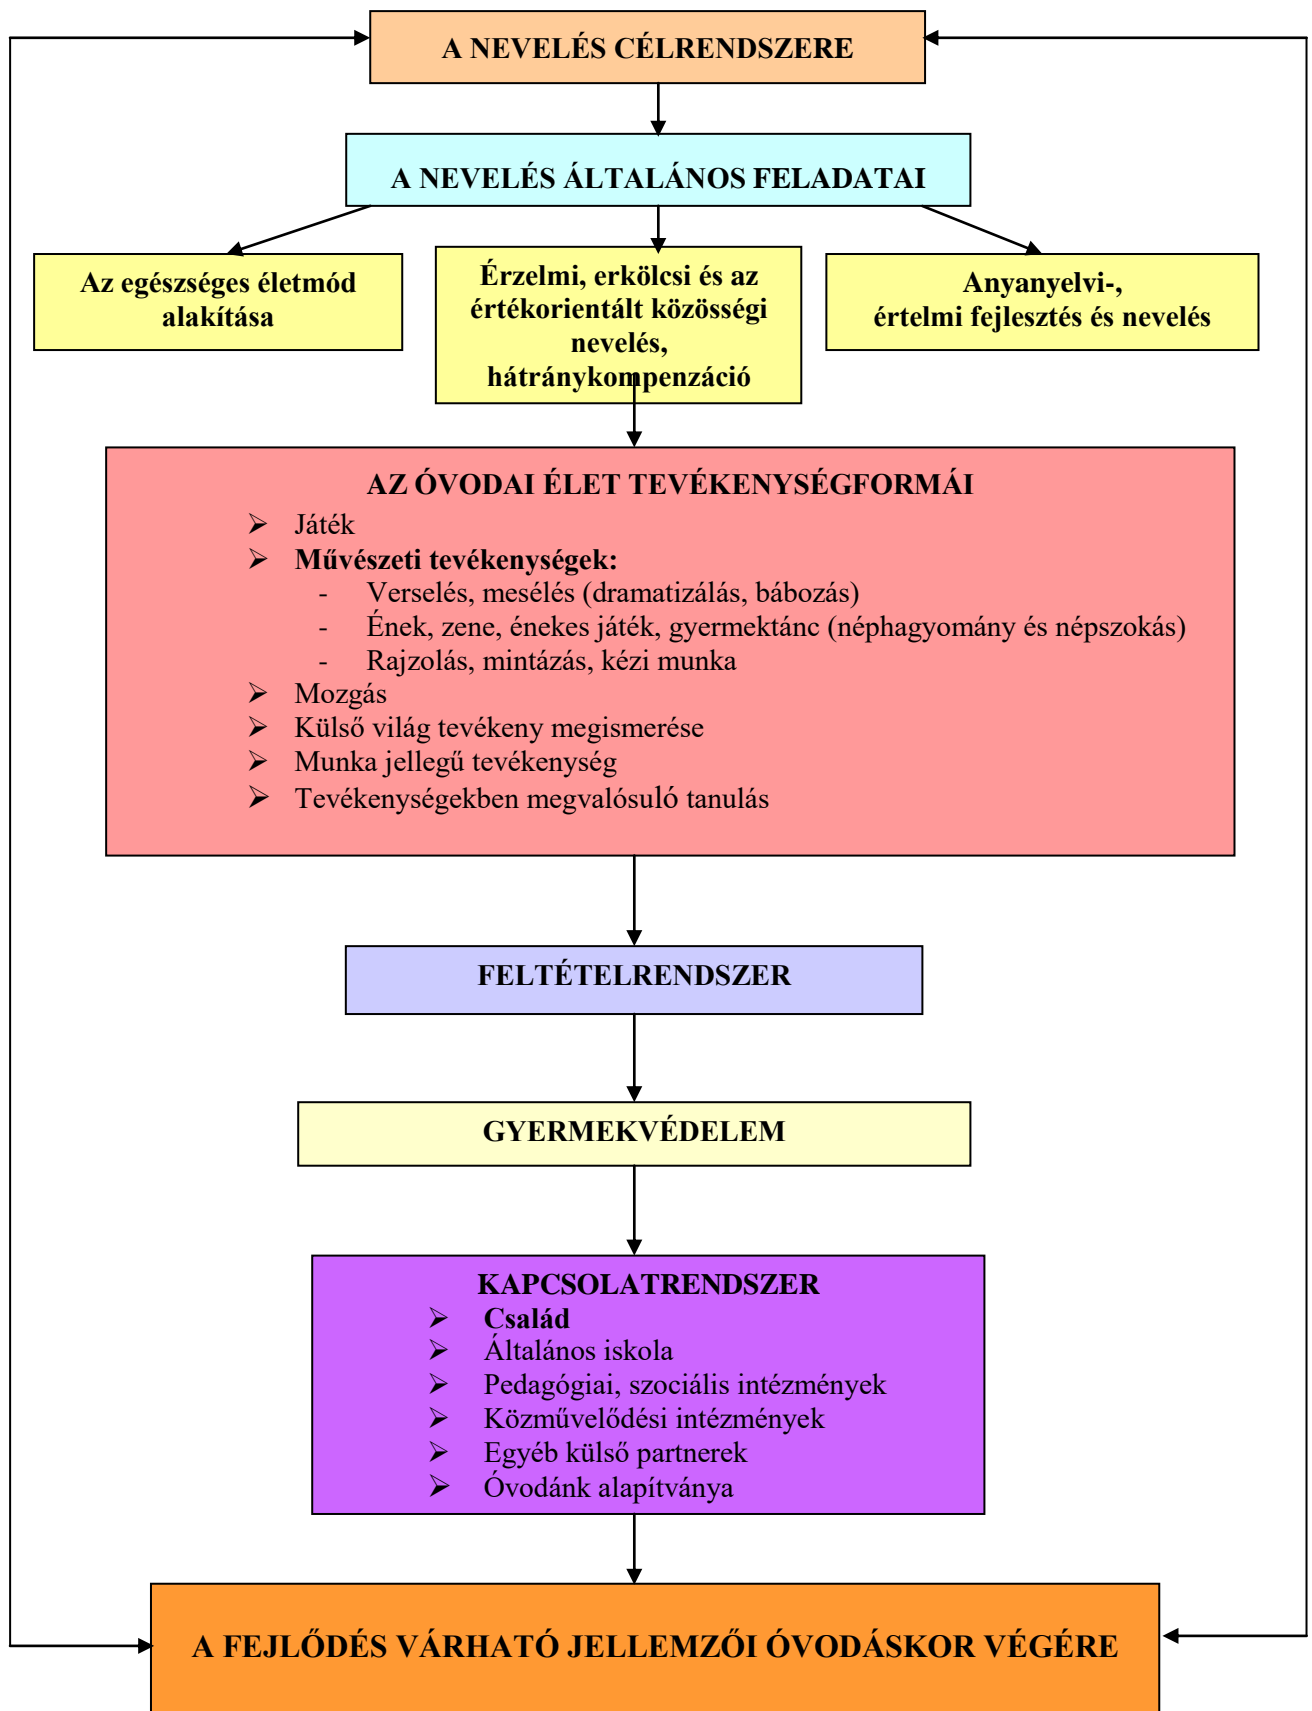 A NEVELÉS CÉLRENDSZERE
A NEVELÉS ÁLTALÁNOS FELADATAI
Az egészséges életmód
alakítása
Érzelmi, erkölcsi és az
értékorientált közösségi
nevelés,
hátránykompenzáció
Anyanyelvi-,
értelmi fejlesztés és nevelés
AZ ÓVODAI ÉLET TEVÉKENYSÉGFORMÁI
➢ Játék
➢ Művészeti tevékenységek:
- Verselés, mesélés (dramatizálás, bábozás)
- Ének, zene, énekes játék, gyermektánc (néphagyomány és népszokás)
- Rajzolás, mintázás, kézi munka
➢ Mozgás
➢ Külső világ tevékeny megismerése
➢ Munka jellegű tevékenység
➢ Tevékenységekben megvalósuló tanulás
FELTÉTELRENDSZER
GYERMEKVÉDELEM
KAPCSOLATRENDSZER
➢ Család
➢ Általános iskola
➢ Pedagógiai, szociális intézmények
➢ Közművelődési intézmények
➢ Egyéb külső partnerek
➢ Óvodánk alapítványa
A FEJLŐDÉS VÁRHATÓ JELLEMZŐI ÓVODÁSKOR VÉGÉRE